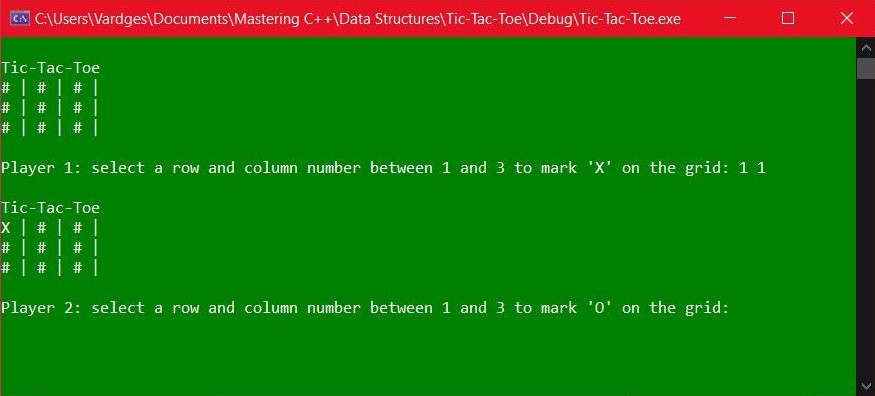 C:\Users\Vardges\Documents\Mastering C++\Data Structures\Tic-Tac-Toe\Debug\Tic-Tac-Toe.exe
Tic-Tac-Toe
# | # | # |
# | # | # |
# | # | # |
Player 1: select a row and column number between 1 and 3 to mark 'X' on the grid: 1 1
Tic-Tac-Toe
X | # | # |
# | # | # |
# | # | # |
Player 2: select a row and column number between 1 and 3 to mark 'O' on the grid: